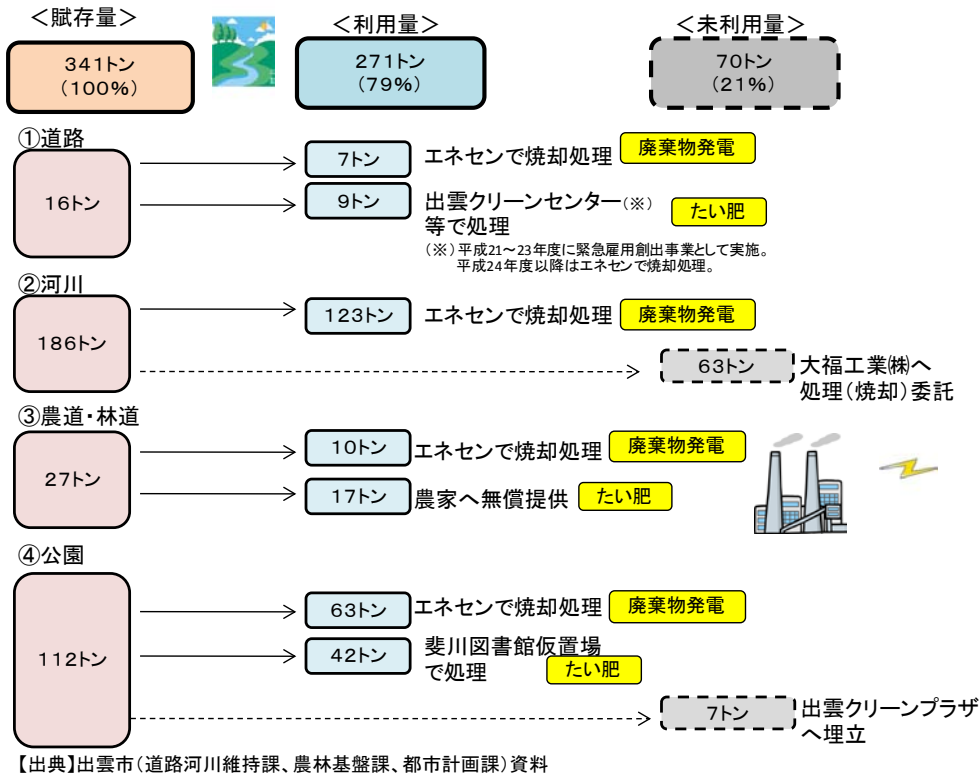 ＜賦存量＞
＜利用量＞
＜未利用量＞
341トン
(100%)
271トン
(79%)
70トン
(21%)
①道路
16トン
7トン
エネセンで焼却処理
廃棄物発電
9トン
出雲クリーンセンター(※)
等で処理
たい肥
(※)平成21～23年度に緊急雇用創出事業として実施。
平成24年度以降はエネセンで焼却処理。
②河川
186トン
123トン
エネセンで焼却処理
廃棄物発電
63トン
大福工業㈱へ
処理(焼却)委託
③農道・林道
27トン
10トン
エネセンで焼却処理
廃棄物発電
17トン
農家へ無償提供
たい肥
④公園
112トン
63トン
エネセンで焼却処理
廃棄物発電
42トン
斐川図書館仮置場
で処理
たい肥
7トン
出雲クリーンプラザ
へ埋立
【出典】出雲市(道路河川維持課、農林基盤課、都市計画課)資料